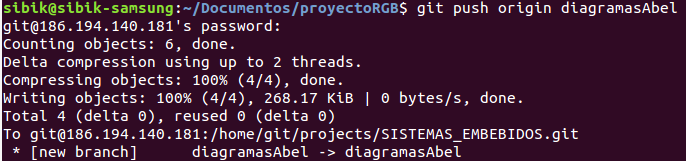 sibik@sibik-samsung:~/Documentos/proyectoRGB$ git push origin diagramasAbel
git@186.194.140.181's password:
Counting objects: 6, done.
Delta compression using up to 2 threads.
Compressing objects: 100% (4/4), done.
Writing objects: 100% (4/4), 268.17 KiB | 0 bytes/s, done.
Total 4 (delta 0), reused 0 (delta 0)
To git@186.194.140.181:/home/git/projects/SISTEMAS_EMBEBIDOS.git
 * [new branch]      diagramasAbel -> diagramasAbel